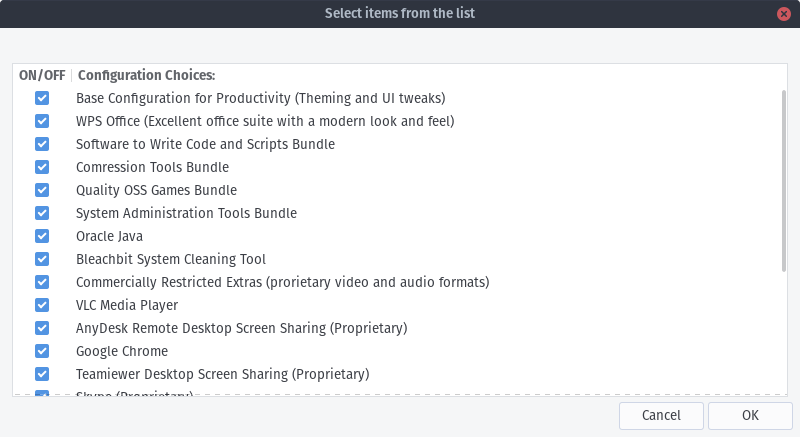 Select items from the list
ON/OFF Configuration Choices:
Base Configuration for Productivity (Theming and UI tweaks)
WPS Office (Excellent office suite with a modern look and feel)
Software to Write Code and Scripts Bundle
Comression Tools Bundle
Quality OSS Games Bundle
System Administration Tools Bundle
Oracle Java
Bleachbit System Cleaning Tool
Commercially Restricted Extras (prorietary video and audio formats)
VLC Media Player
AnyDesk Remote Desktop Screen Sharing (Proprietary)
Google Chrome
Teamiewer Desktop Screen Sharing (Proprietary)
Skype (Proprietary)
Cancel OK